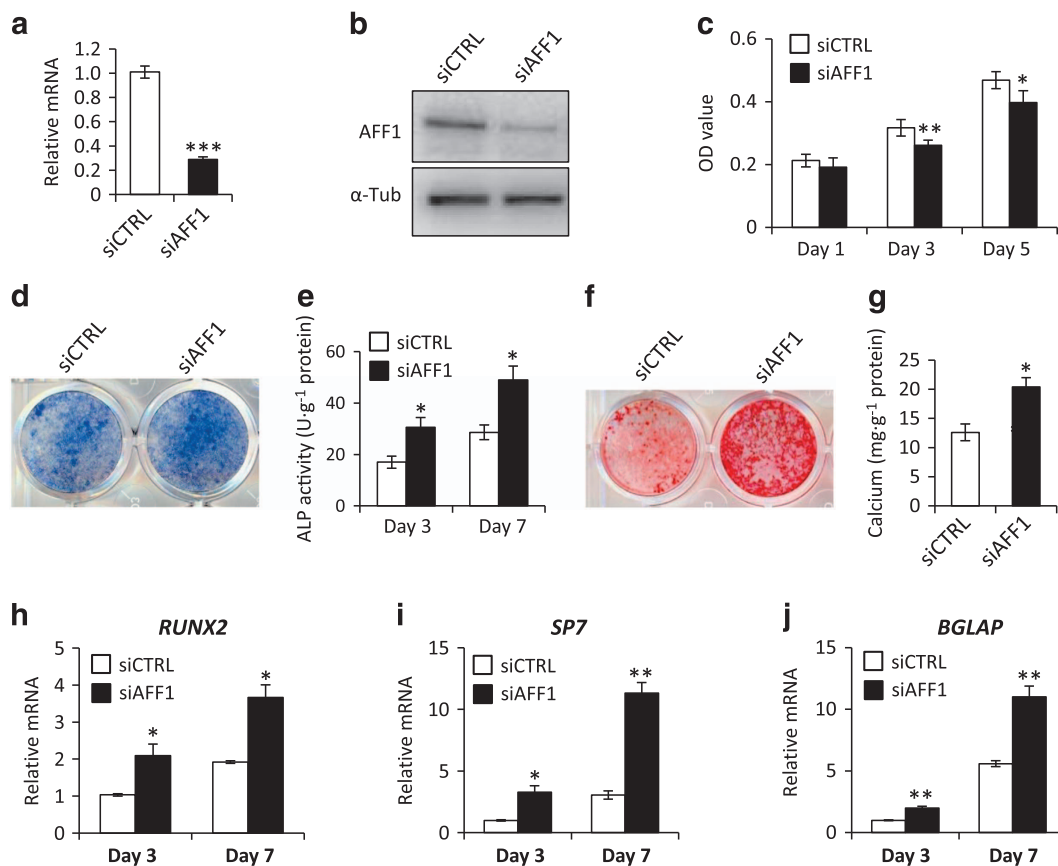 a
Relative mRNA
1.2
1.0
0.8
0.6
0.4
0.2
0
***
siCTRL
siAFF1
b
siCTRL
siAFF1
AFF1
α-Tub
c
OD value
0.6
0.4
0.2
0
siCTRL
siAFF1
**
*
Day 1
Day 3
Day 5
d
siCTRL
siAFF1
e
ALP activity (U·g⁻¹ protein)
60
40
20
0
siCTRL
siAFF1
*
*
Day 3
Day 7
f
siCTRL
siAFF1
g
Calcium (mg·g⁻¹ protein)
25
20
15
10
5
0
*
siCTRL
siAFF1
h
RUNX2
Relative mRNA
5
4
3
2
1
0
siCTRL
siAFF1
*
*
Day 3
Day 7
i
SP7
Relative mRNA
15
10
5
0
siCTRL
siAFF1
*
**
Day 3
Day 7
j
BGLAP
Relative mRNA
15
10
5
0
siCTRL
siAFF1
**
**
Day 3
Day 7